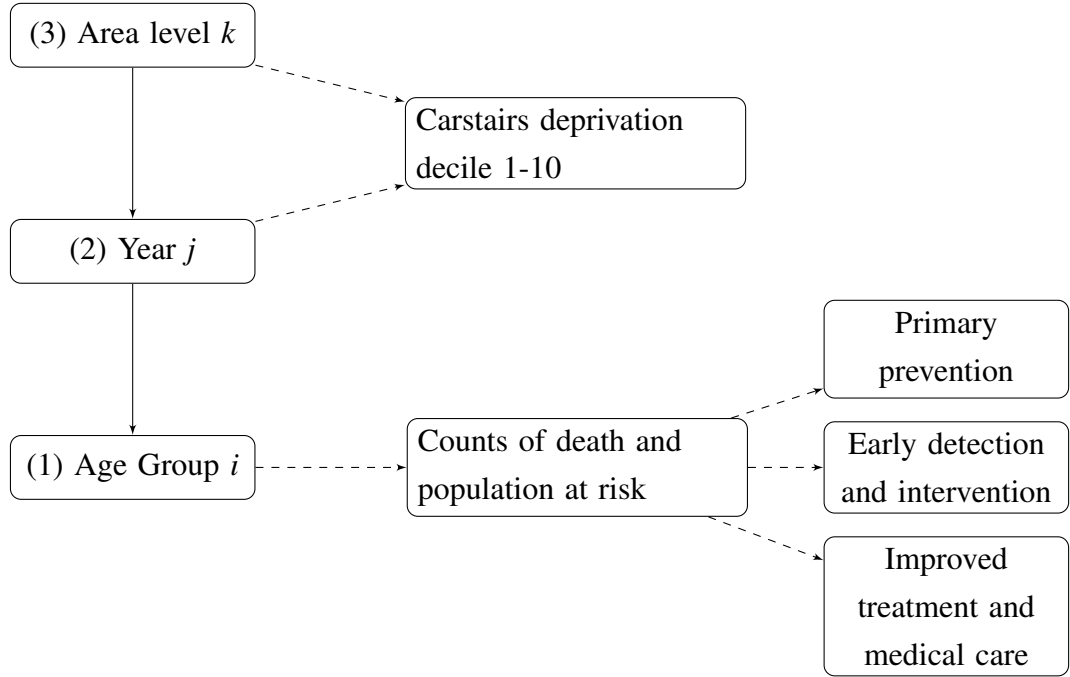 (3) Area level k
Carstairs deprivation
decile 1-10
(2) Year j
Primary
prevention
(1) Age Group i
Counts of death and
population at risk
Early detection
and intervention
Improved
treatment and
medical care